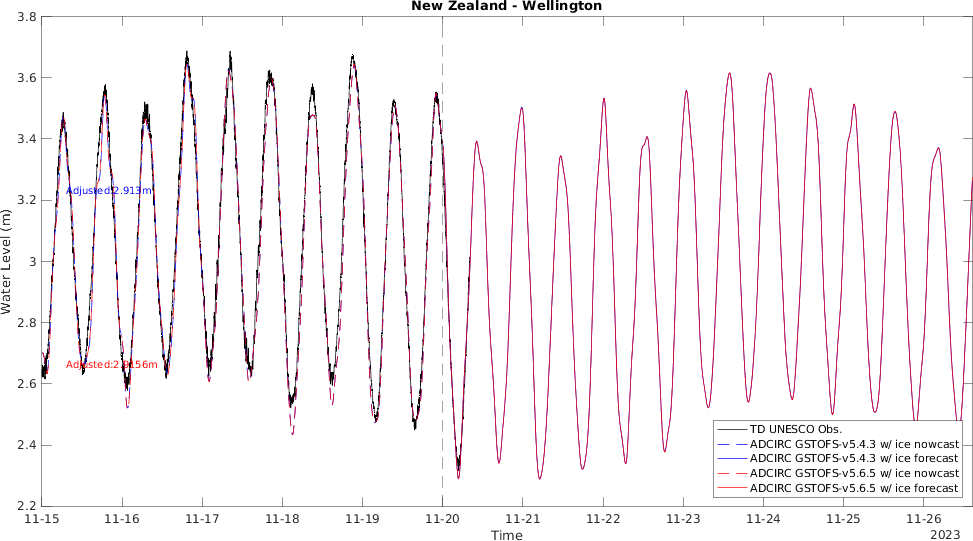 New Zealand - Wellington
3.8
3.6
3.4
3.2
3
2.8
2.6
2.4
2.2
Water Level (m)
Adjusted:2.913m
TD UNESCO Obs.
ADCIRC GSTOFS-v5.4.3 w/ ice nowcast
ADCIRC GSTOFS-v5.4.3 w/ ice forecast
ADCIRC GSTOFS-v5.6.5 w/ ice nowcast
ADCIRC GSTOFS-v5.6.5 w/ ice forecast
11-15 11-16 11-17 11-18 11-19 11-20 11-21 11-22 11-23 11-24 11-25 11-26
Time
2023